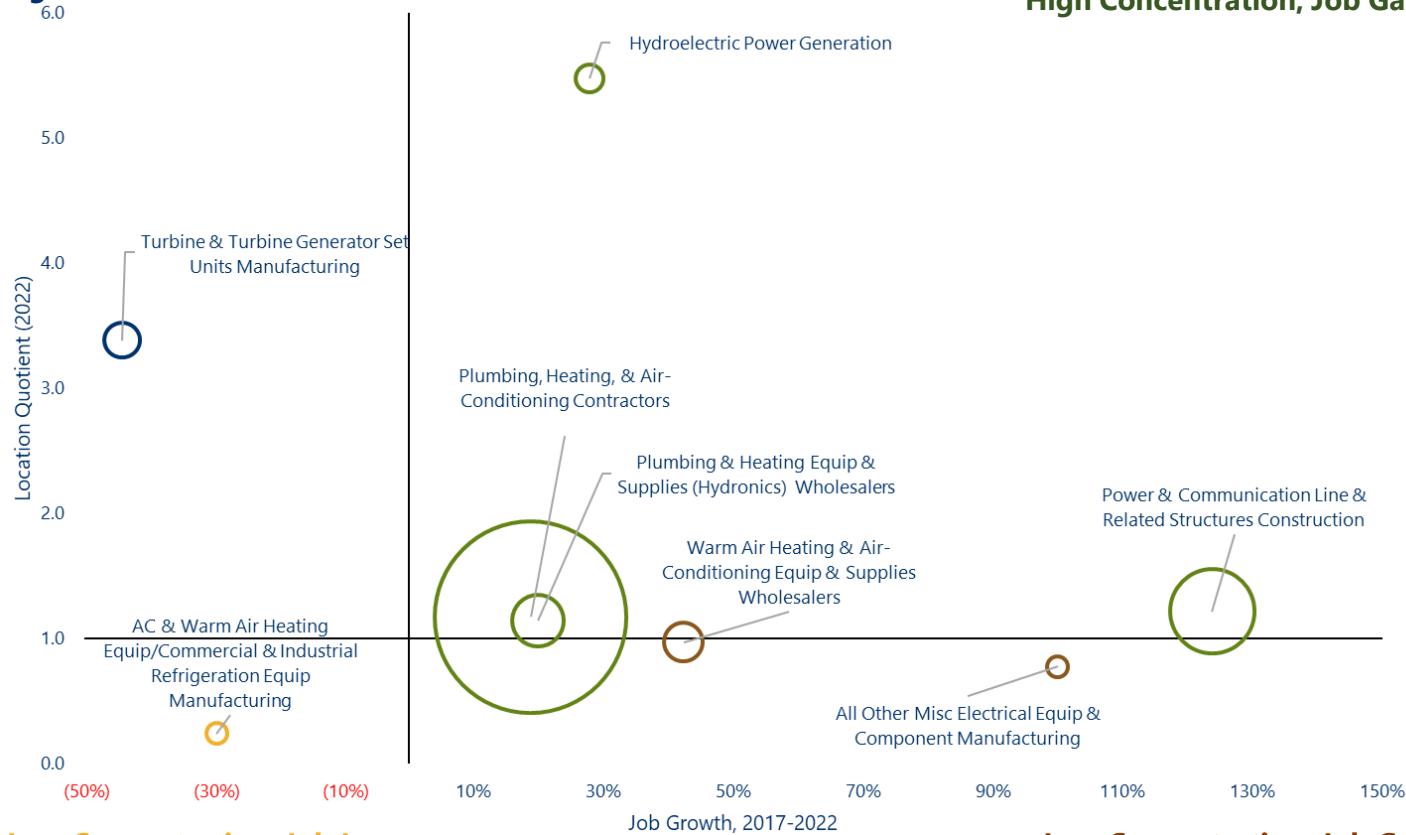 High Concentration, Job Ga
6.0
Hydroelectric Power Generation
5.0
Turbine & Turbine Generator Set
Units Manufacturing
4.0
Location Quotient (2022)
3.0
Plumbing, Heating, & Air-
Conditioning Contractors
Plumbing & Heating Equip &
Supplies (Hydronics) Wholesalers
2.0
Power & Communication Line &
Related Structures Construction
Warm Air Heating & Air-
Conditioning Equip & Supplies
Wholesalers
1.0
AC & Warm Air Heating
Equip/Commercial & Industrial
Refrigeration Equip
Manufacturing
All Other Misc Electrical Equip &
Component Manufacturing
0.0
(50%) (30%) (10%) 10% 30% 50% 70% 90% 110% 130% 150%
Job Growth, 2017-2022